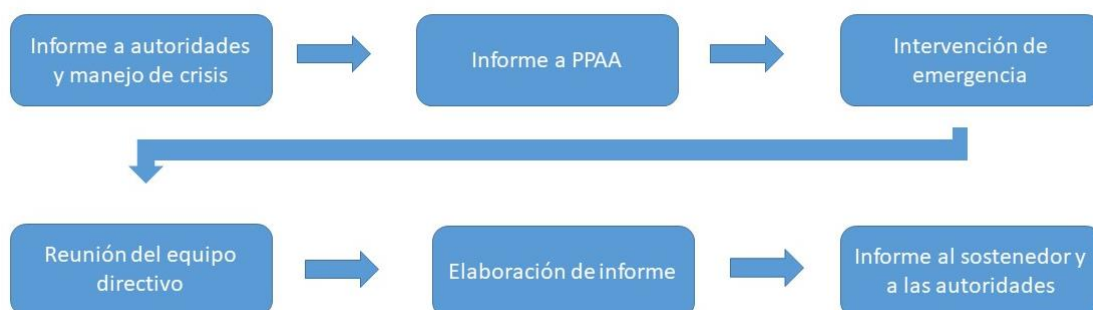 Informe a autoridades
y manejo de crisis
Informe a PPAA
Intervención de
emergencia
Reunión del equipo
directivo
Elaboración de informe
Informe al sostenedor y
a las autoridades